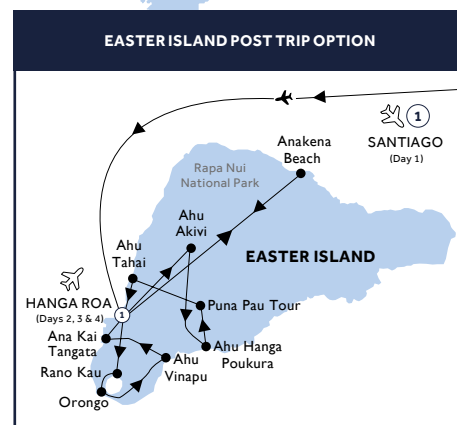 EASTER ISLAND POST TRIP OPTION
1
SANTIAGO
(Day 1)
Anakena
Beach
Rapa Nui
National Park
Ahu
Akivi
EASTER ISLAND
Ahu
Tahai
HANGA ROA
(Days 2, 3 & 4)
1
Puna Pau Tour
Ana Kai
Tangata
Ahu Hanga
Poukura
Rano Kau
Ahu
Vinapu
Orongo